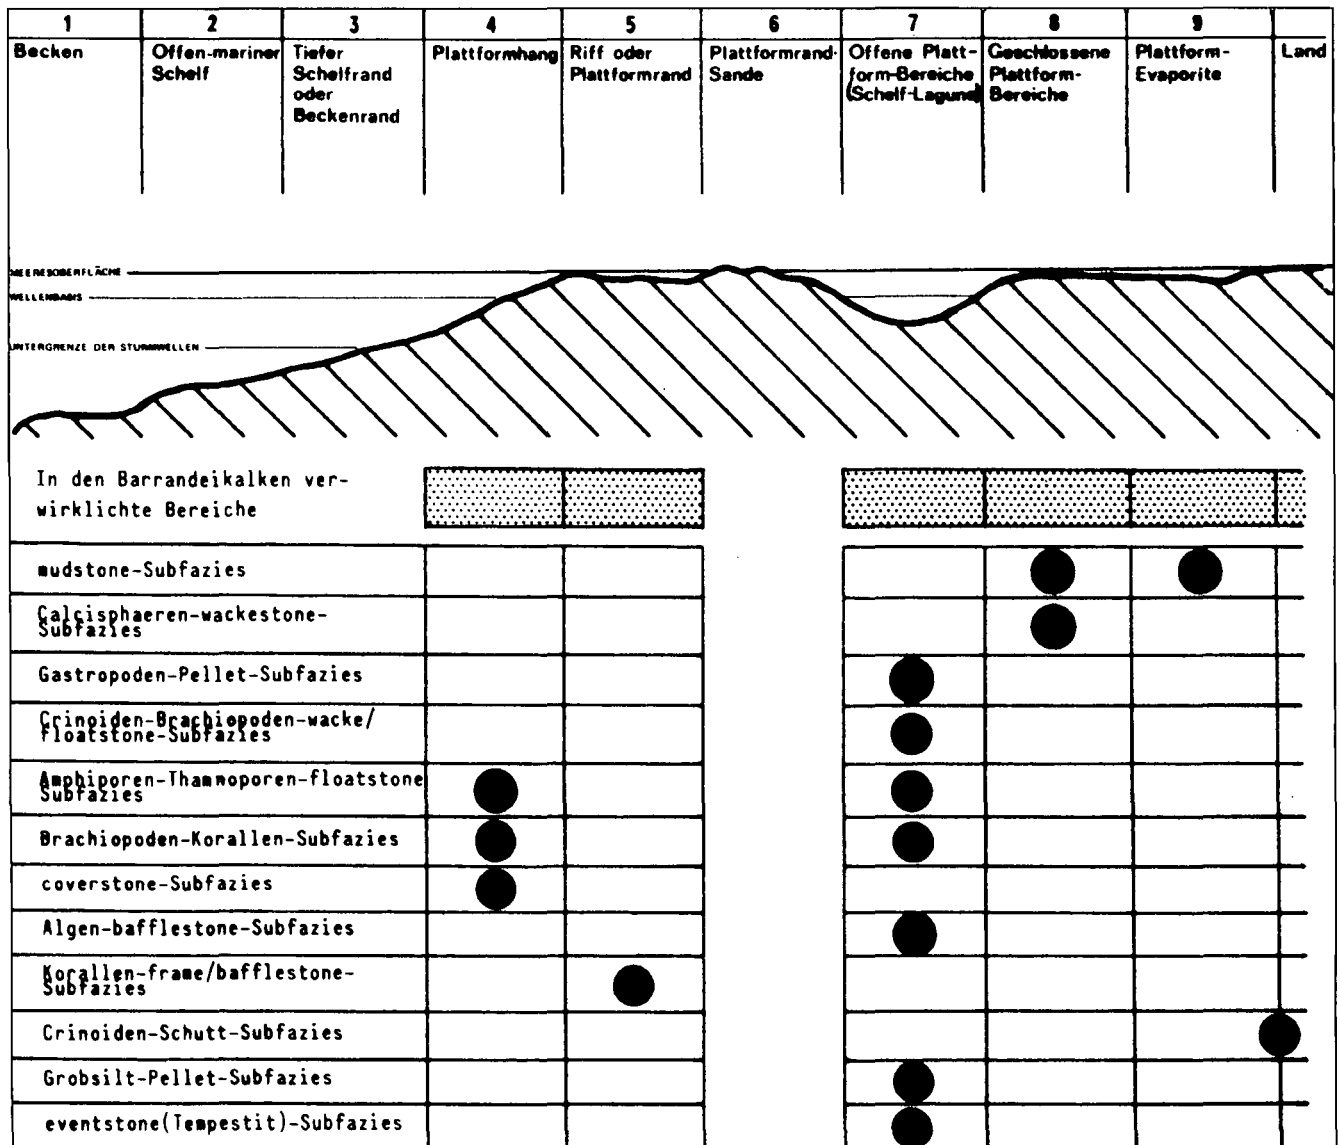 1 2 3 4 5 6 7 8 9
Becken
Offen-mariner
Schelf
Tiefer
Schelfrand
oder
Beckenrand
Plattformhang
Riff oder
Plattformrand
Plattformrand-
Sande
Offene Platt-
form-Bereiche
(Schelf-Lagune)
Geschlossene
Plattform-
Bereiche
Plattform-
Evaporite
Land
MEERESOBERFLÄCHE
WELLENBASIS
UNTERGRENZE DER STURMWELLEN
In den Barrandeikalken ver-
wirklichte Bereiche
mudstone-Subfazies
Calcisphaeren-wackestone-
Subfazies
Gastropoden-Pellet-Subfazies
Crinoiden-Brachiopoden-wacke/
floatstone-Subfazies
Amphiporen-Thamnoporen-floatstone
Subfazies
Brachiopoden-Korallen-Subfazies
coverstone-Subfazies
Algen-bafflestone-Subfazies
Korallen-frame/bafflestone-
Subfazies
Crinoiden-Schutt-Subfazies
Grobsilt-Pellet-Subfazies
eventstone(Tempestit)-Subfazies